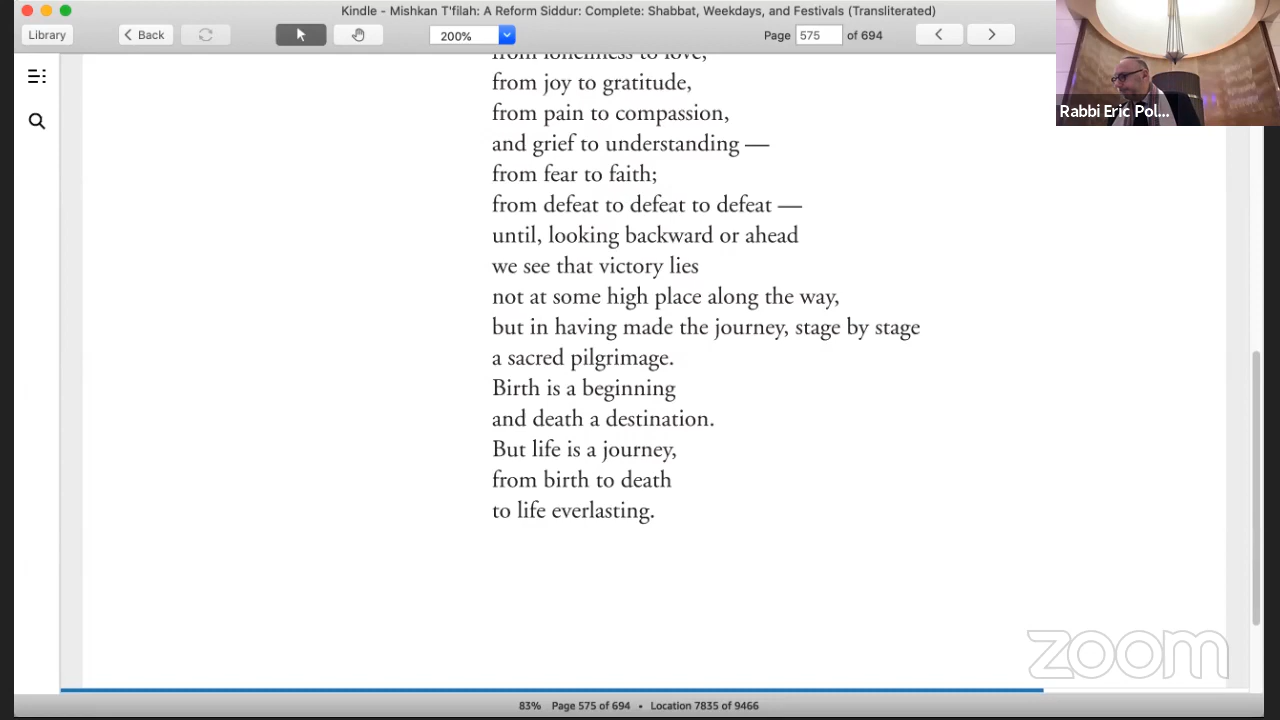 Kindle - Mishkan T'filah: A Reform Siddur: Complete: Shabbat, Weekdays, and Festivals (Transliterated)
Library
Back
200%
Page 575 of 694
from loneliness to love,
from joy to gratitude,
from pain to compassion,
and grief to understanding —
from fear to faith;
from defeat to defeat to defeat —
until, looking backward or ahead
we see that victory lies
not at some high place along the way,
but in having made the journey, stage by stage
a sacred pilgrimage.
Birth is a beginning
and death a destination.
But life is a journey,
from birth to death
to life everlasting.
Rabbi Eric Pol...
zoom
83% Page 575 of 694 • Location 7835 of 9466